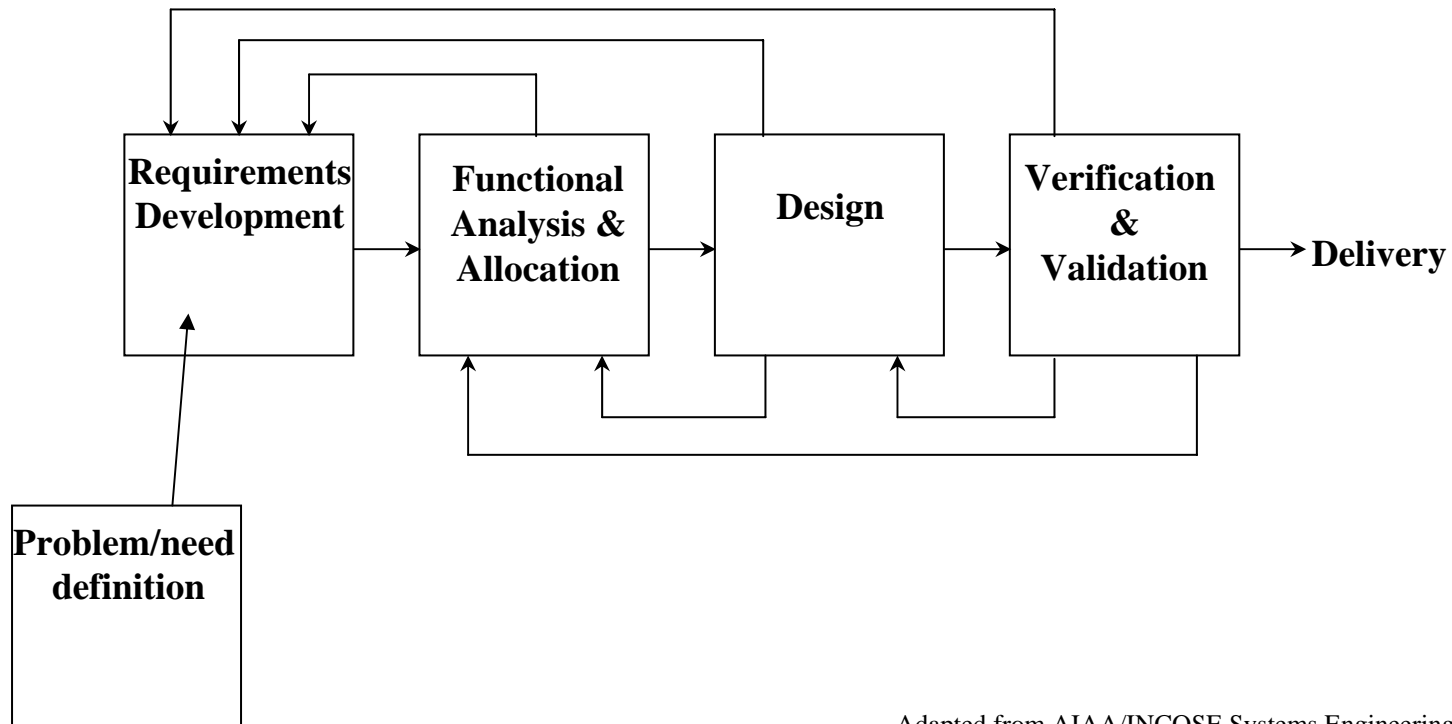 Requirements
Development
Functional
Analysis &
Allocation
Design
Verification
&
Validation
Delivery
Problem/need
definition
Adapted from AIAA/INCOSE Systems Engineering